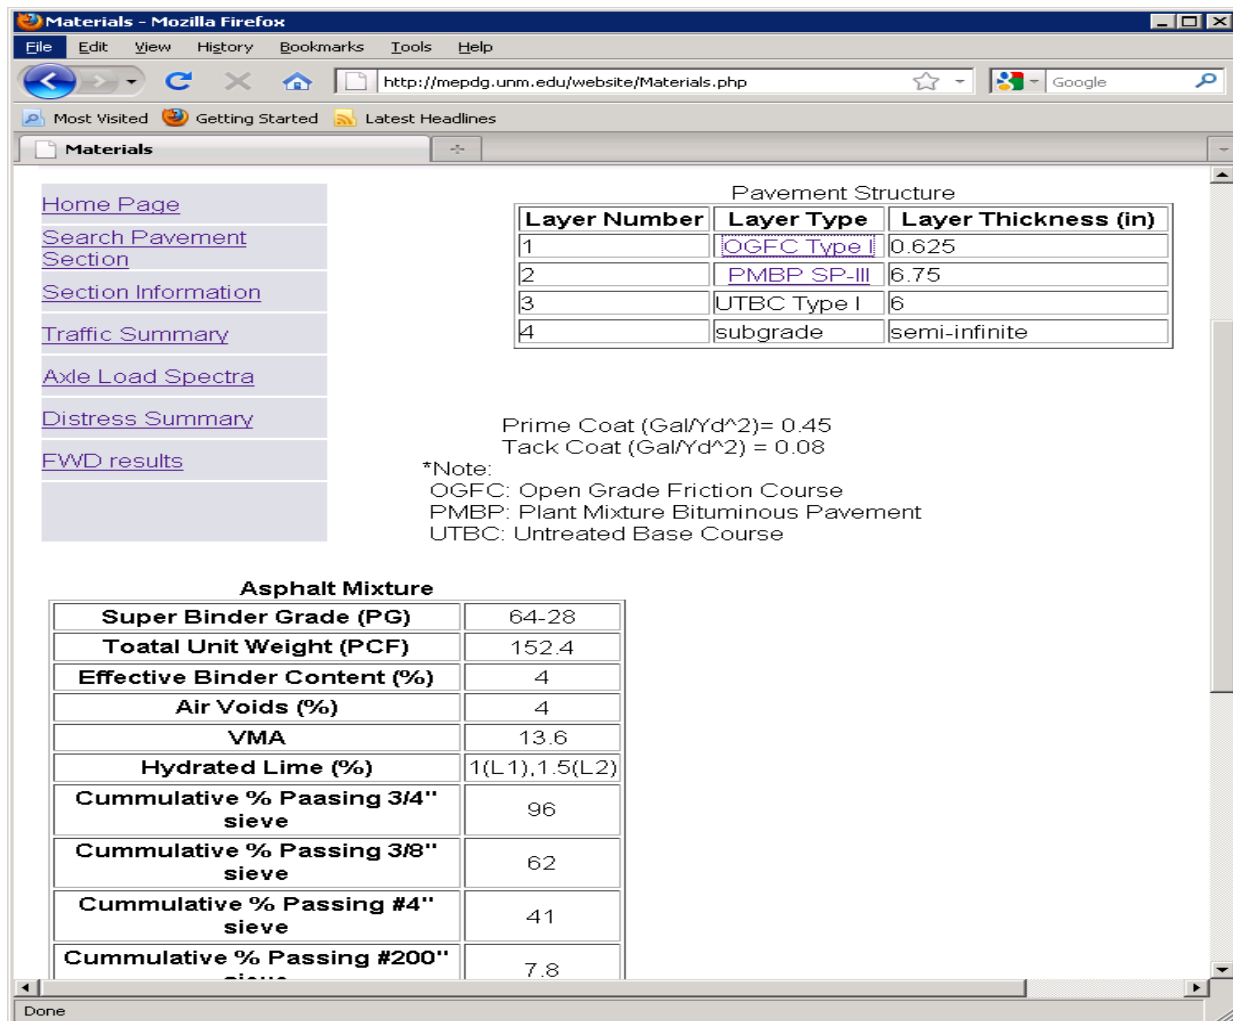 Materials - Mozilla Firefox
File Edit View History Bookmarks Tools Help
http://mepdg.unm.edu/website/Materials.php Google
Most Visited Getting Started Latest Headlines
Materials
Home Page
Search Pavement
Section
Section Information
Traffic Summary
Axle Load Spectra
Distress Summary
FWD results
Pavement Structure
Layer Number Layer Type Layer Thickness (in)
1 OGFC Type I 0.625
2 PMBP SP-III 6.75
3 UTBC Type I 6
4 subgrade semi-infinite
Prime Coat (Gal/Yd^2)= 0.45
Tack Coat (Gal/Yd^2) = 0.08
*Note:
OGFC: Open Grade Friction Course
PMBP: Plant Mixture Bituminous Pavement
UTBC: Untreated Base Course
Asphalt Mixture
Super Binder Grade (PG) 64-28
Toatal Unit Weight (PCF) 152.4
Effective Binder Content (%) 4
Air Voids (%) 4
VMA 13.6
Hydrated Lime (%) 1(L1),1.5(L2)
Cummulative % Paasing 3/4"
sieve 96
Cummulative % Passing 3/8"
sieve 62
Cummulative % Passing #4"
sieve 41
Cummulative % Passing #200"
7.8
Done